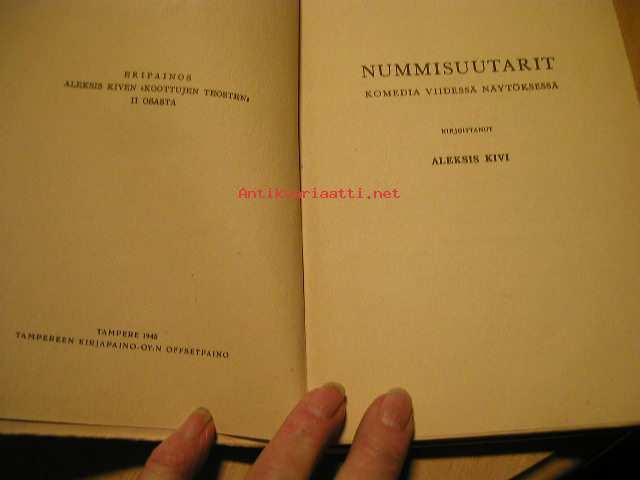 ERIPAINOS
ALEKSIS KIVEN »KOOTTUJEN TEOSTEN»
II OSASTA
TAMPERE 1945
TAMPEREEN KIRJAPAINO-OY:N OFFSETPAINO
NUMMISUUTARIT
KOMEDIA VIIDESSÄ NÄYTÖKSESSÄ
KIRJOITTANUT
ALEKSIS KIVI
Antikvariaatti.net